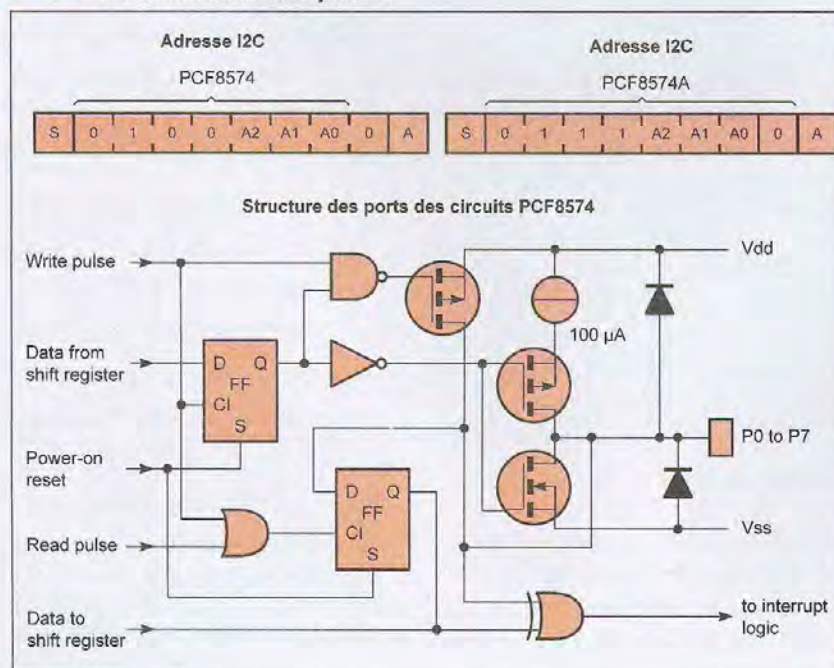 Adresse I2C
PCF8574
S 0 1 0 0 A2 A1 A0 0 A
Adresse I2C
PCF8574A
S 0 1 1 1 A2 A1 A0 0 A
Structure des ports des circuits PCF8574
Write pulse
Vdd
100 µA
Data from
shift register
D Q
FF
CI
S
Power-on
reset
P0 to P7
D Q
FF
CI
S
Read pulse
Vss
Data to
shift register
to interrupt
logic